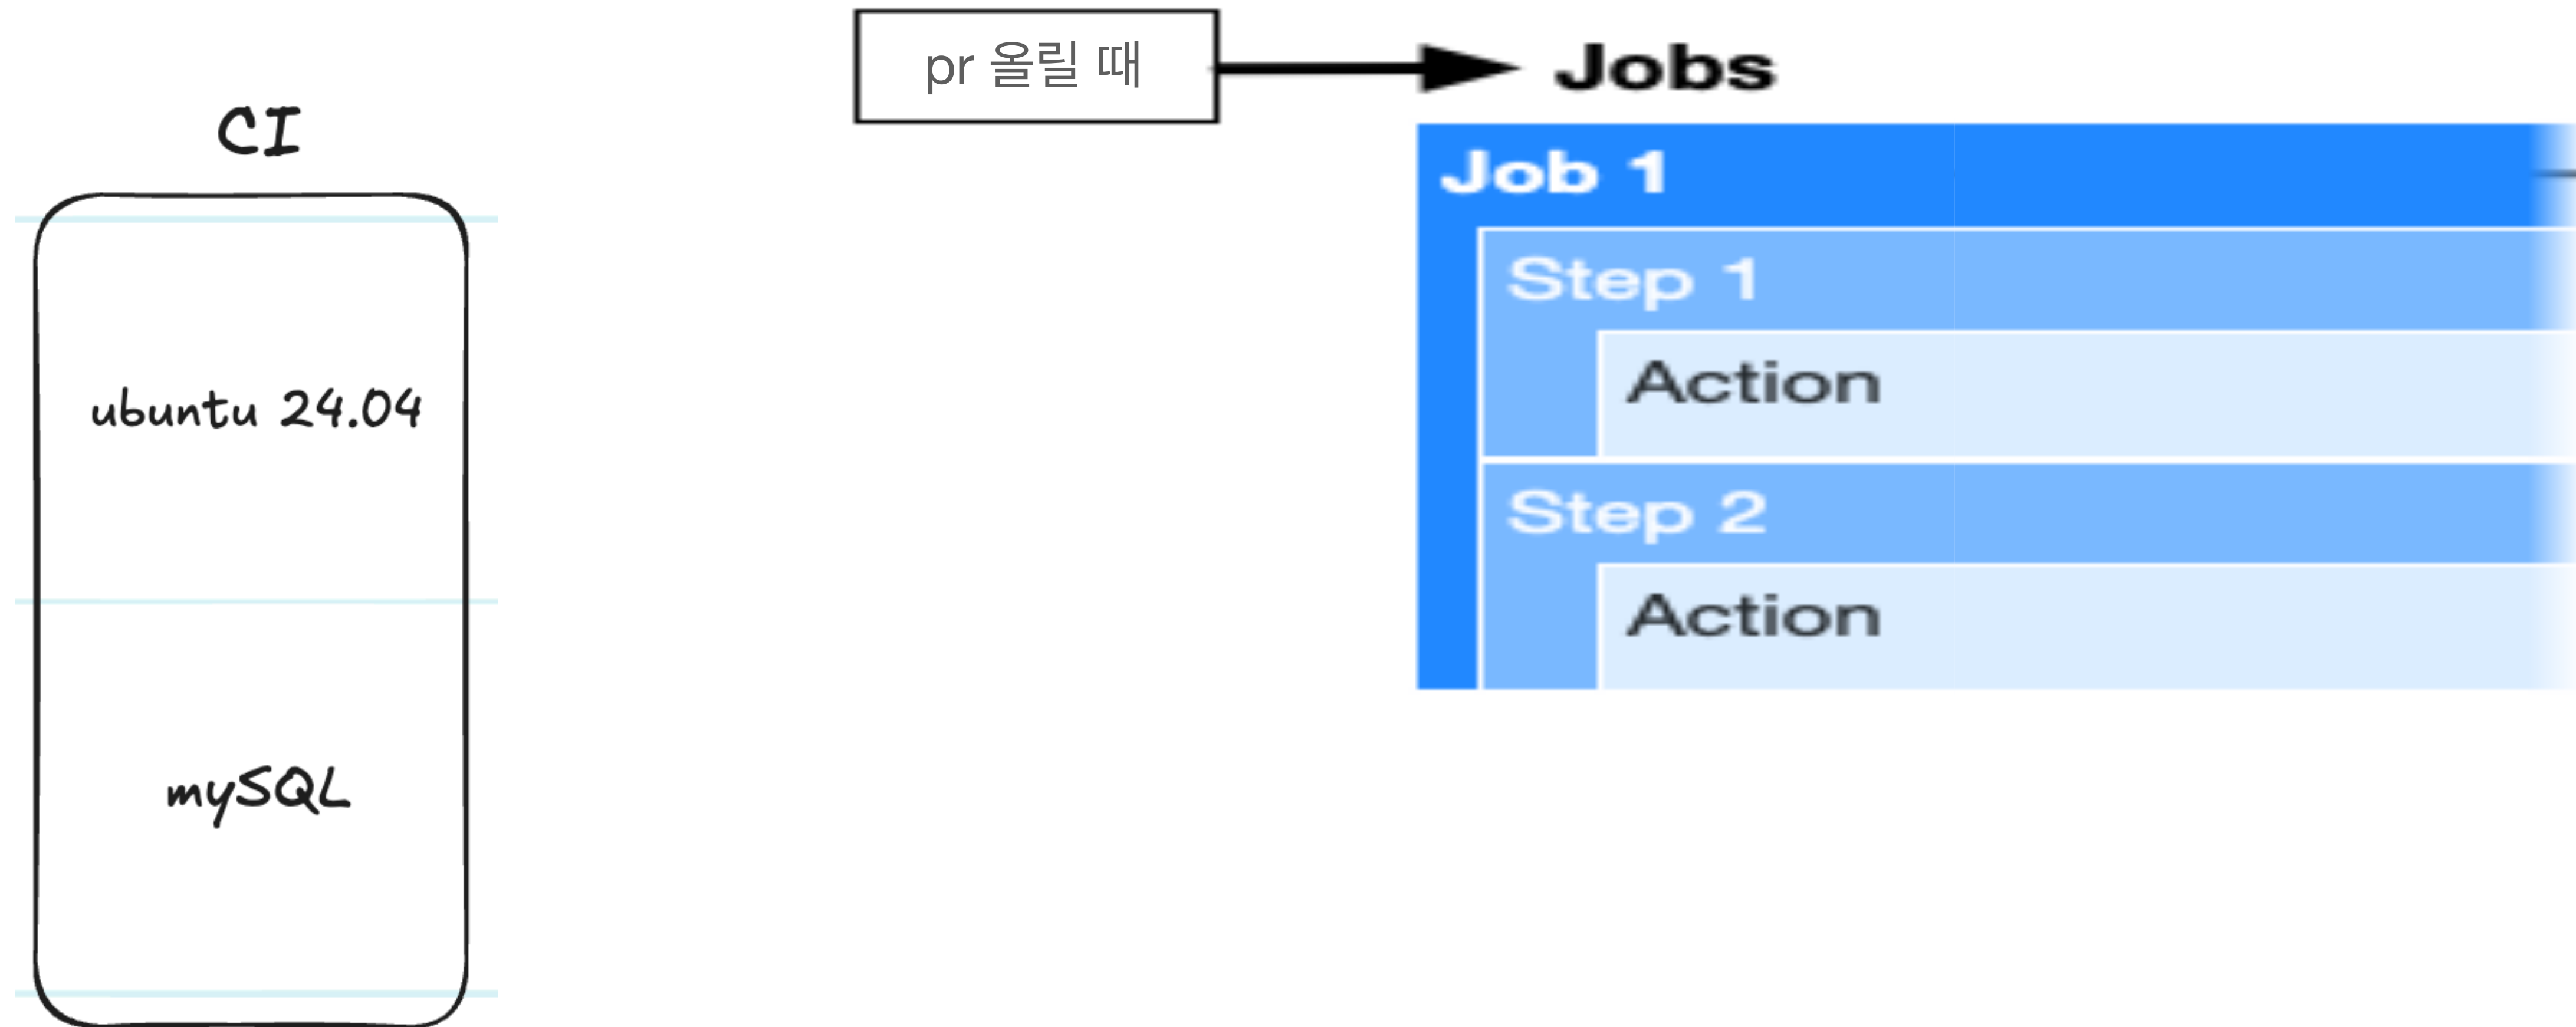 CI
ubuntu 24.04
mySQL
pr 올릴 때
Jobs
Job 1
Step 1
Action
Step 2
Action